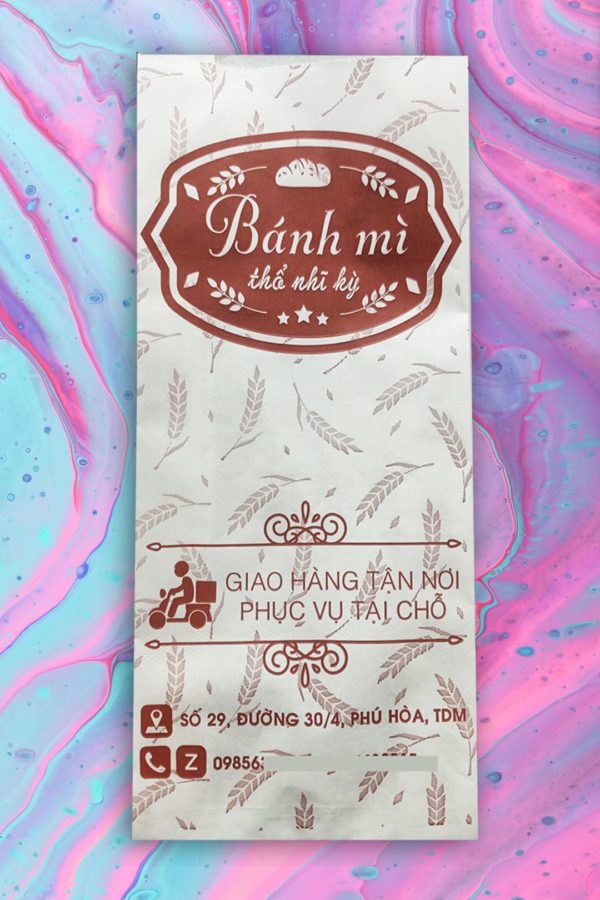 Bánh mì
thổ nhĩ kỳ
GIAO HÀNG TẬN NƠI
PHỤC VỤ TẠI CHỖ
SỐ 29, ĐƯỜNG 30/4, PHÚ HÒA, TDM
Z 09856